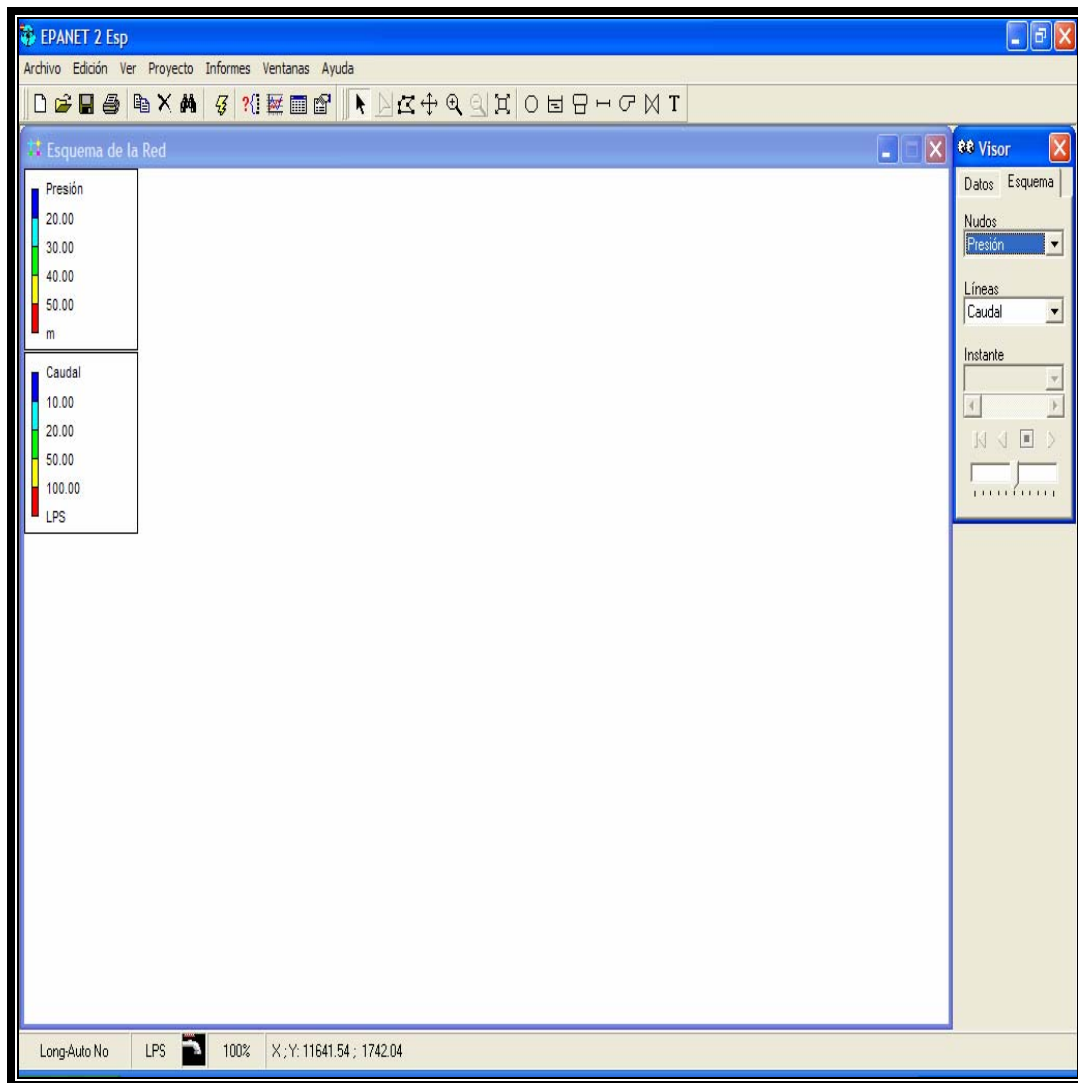 EPANET 2 Esp
Archivo Edición Ver Proyecto Informes Ventanas Ayuda
T
Esquema de la Red
Presión
20.00
30.00
40.00
50.00
m
Caudal
10.00
20.00
50.00
100.00
LPS
Visor
Datos Esquema
Nudos
Presión
Líneas
Caudal
Instante
Long-Auto No LPS 100% X ; Y: 11641.54 ; 1742.04